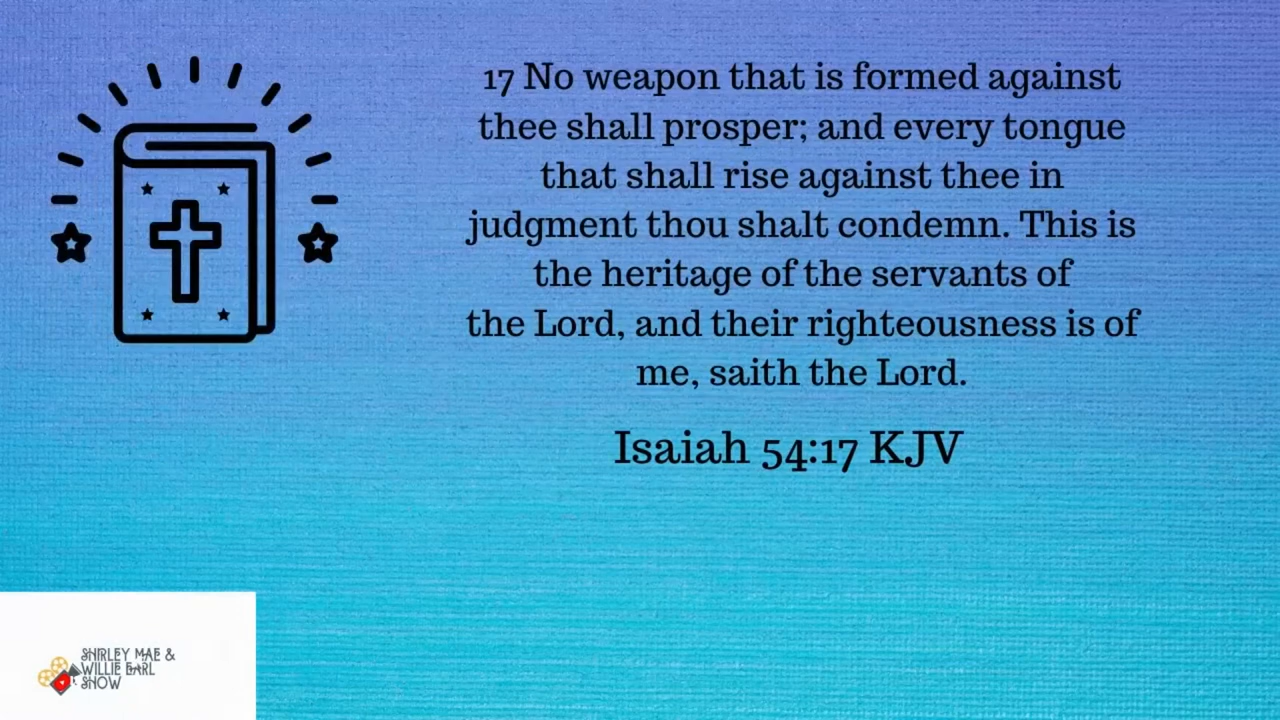 17 No weapon that is formed against
thee shall prosper; and every tongue
that shall rise against thee in
judgment thou shalt condemn. This is
the heritage of the servants of
the Lord, and their righteousness is of
me, saith the Lord.
Isaiah 54:17 KJV
SHIRLEY MAE &
WILLIE EARL
SHOW